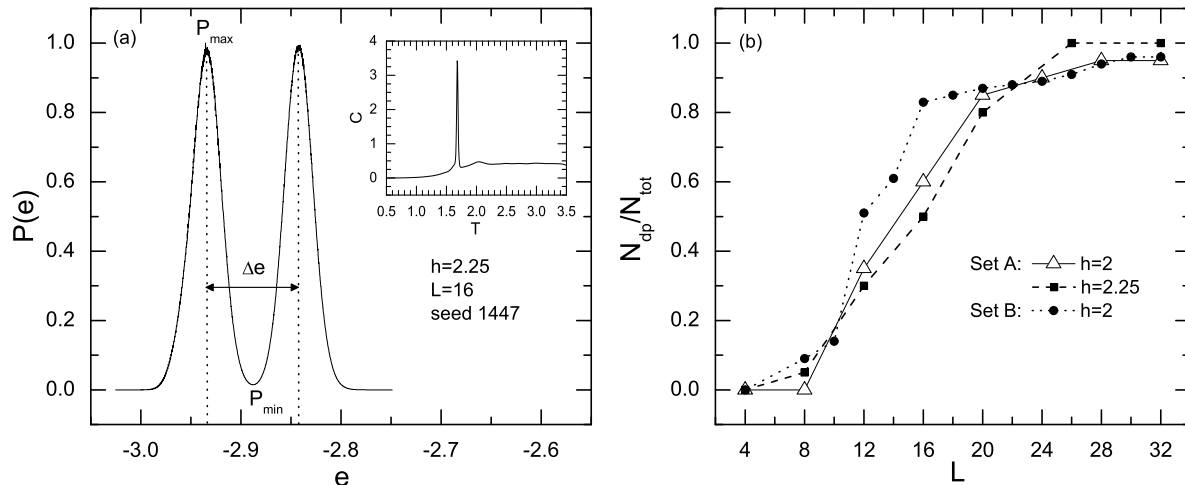 (a)
P_max
P(e)
1.0
0.8
0.6
0.4
0.2
0.0
Δe
P_min
-3.0 -2.9 -2.8 -2.7 -2.6
e
C
4
3
2
1
0
0.5 1.0 1.5 2.0 2.5 3.0 3.5
T
h=2.25
L=16
seed 1447
(b)
N_dp/N_tot
1.0
0.8
0.6
0.4
0.2
0.0
Set A: h=2
h=2.25
Set B: h=2
4 8 12 16 20 24 28 32
L